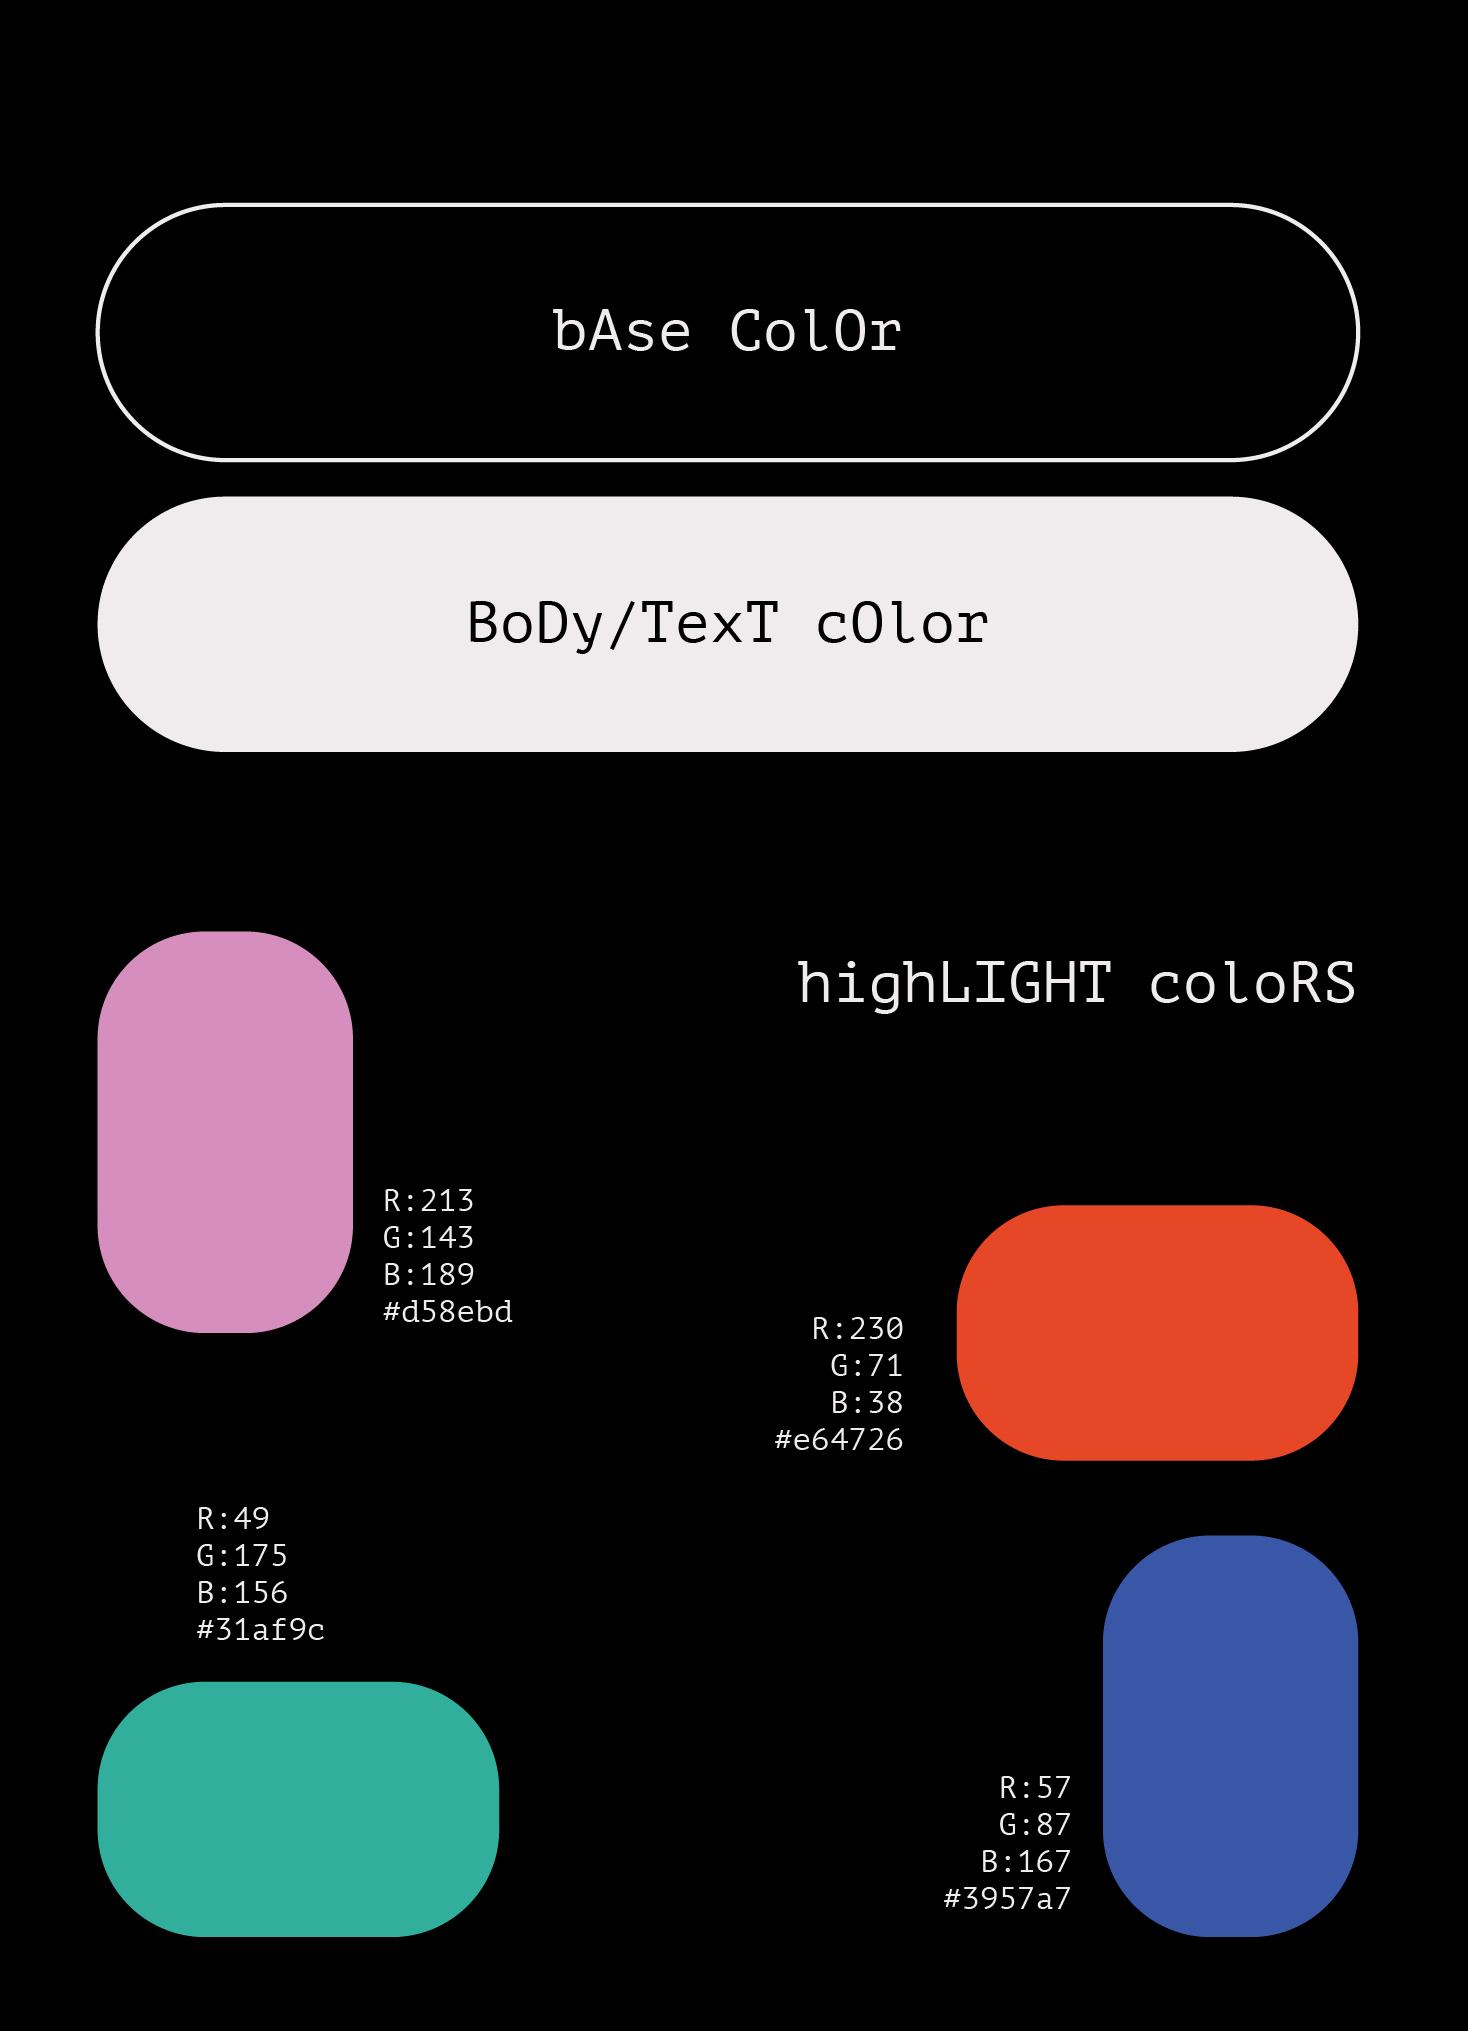 bAse ColOr
BoDy/TexT cOlor
highLIGHT coloRS
R:213
G:143
B:189
#d58ebd
R:230
G:71
B:38
#e64726
R:49
G:175
B:156
#31af9c
R:57
G:87
B:167
#3957a7